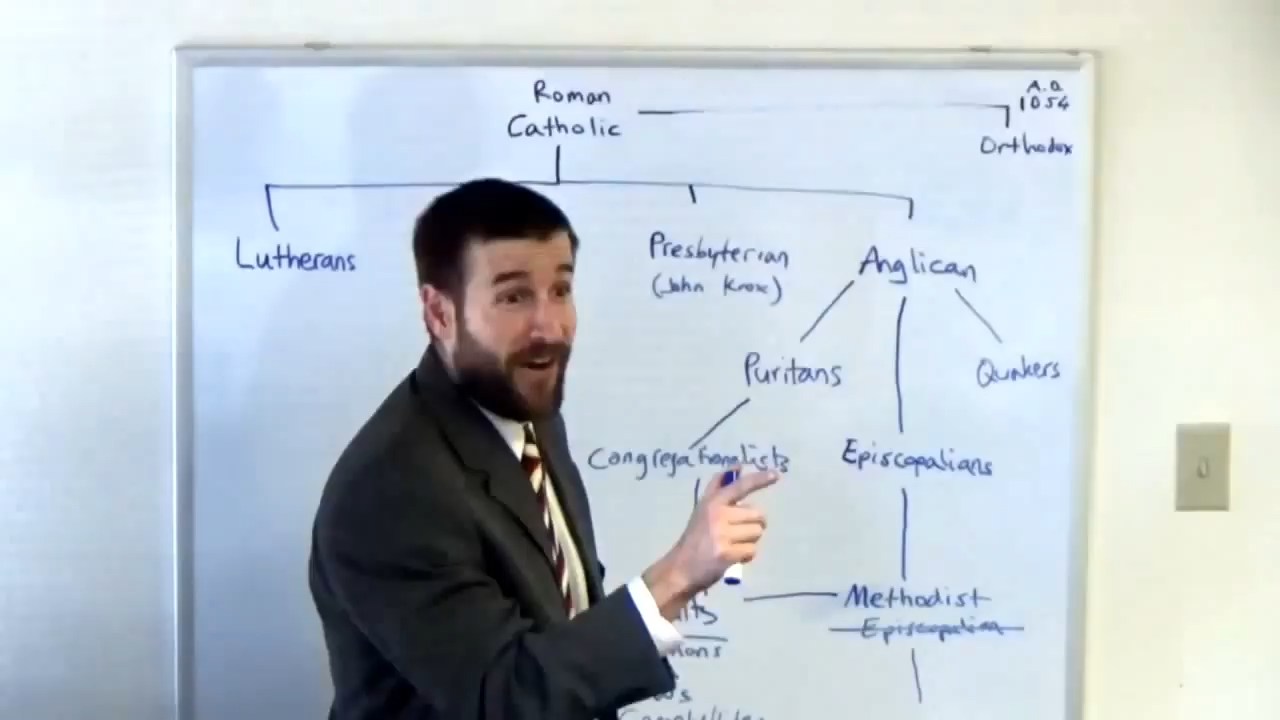 Roman
Catholic
A.D.
1054
Orthodox
Lutherans
Presbyterian
(John Knox)
Anglican
Puritans
Quakers
Congregationalists
Episcopalians
Methodist
Episcopalian